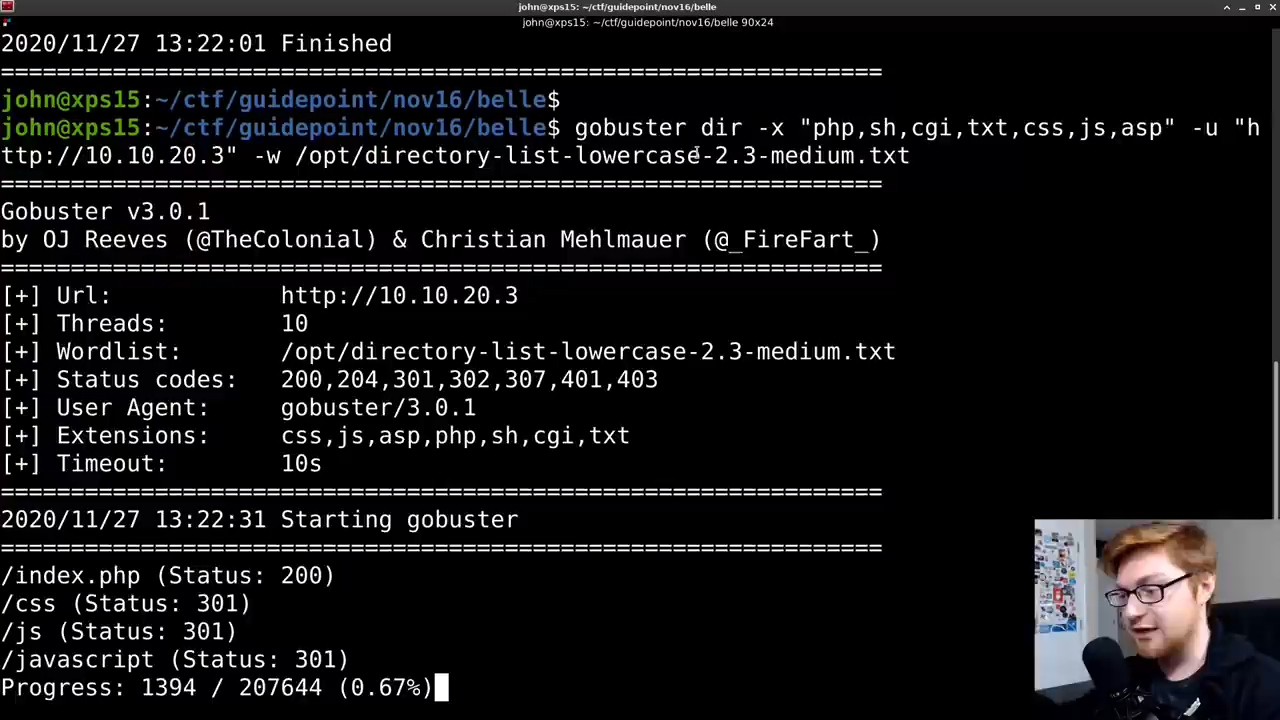 john@xps15: ~/ctf/guidepoint/nov16/belle
john@xps15: ~/ctf/guidepoint/nov16/belle 90x24
2020/11/27 13:22:01 Finished
===============================================================
john@xps15:~/ctf/guidepoint/nov16/belle$
john@xps15:~/ctf/guidepoint/nov16/belle$ gobuster dir -x "php,sh,cgi,txt,css,js,asp" -u "h
ttp://10.10.20.3" -w /opt/directory-list-lowercase-2.3-medium.txt
===============================================================
Gobuster v3.0.1
by OJ Reeves (@TheColonial) & Christian Mehlmauer (@_FireFart_)
===============================================================
[+] Url:            http://10.10.20.3
[+] Threads:        10
[+] Wordlist:       /opt/directory-list-lowercase-2.3-medium.txt
[+] Status codes:   200,204,301,302,307,401,403
[+] User Agent:     gobuster/3.0.1
[+] Extensions:     css,js,asp,php,sh,cgi,txt
[+] Timeout:        10s
===============================================================
2020/11/27 13:22:31 Starting gobuster
===============================================================
/index.php (Status: 200)
/css (Status: 301)
/js (Status: 301)
/javascript (Status: 301)
Progress: 1394 / 207644 (0.67%)